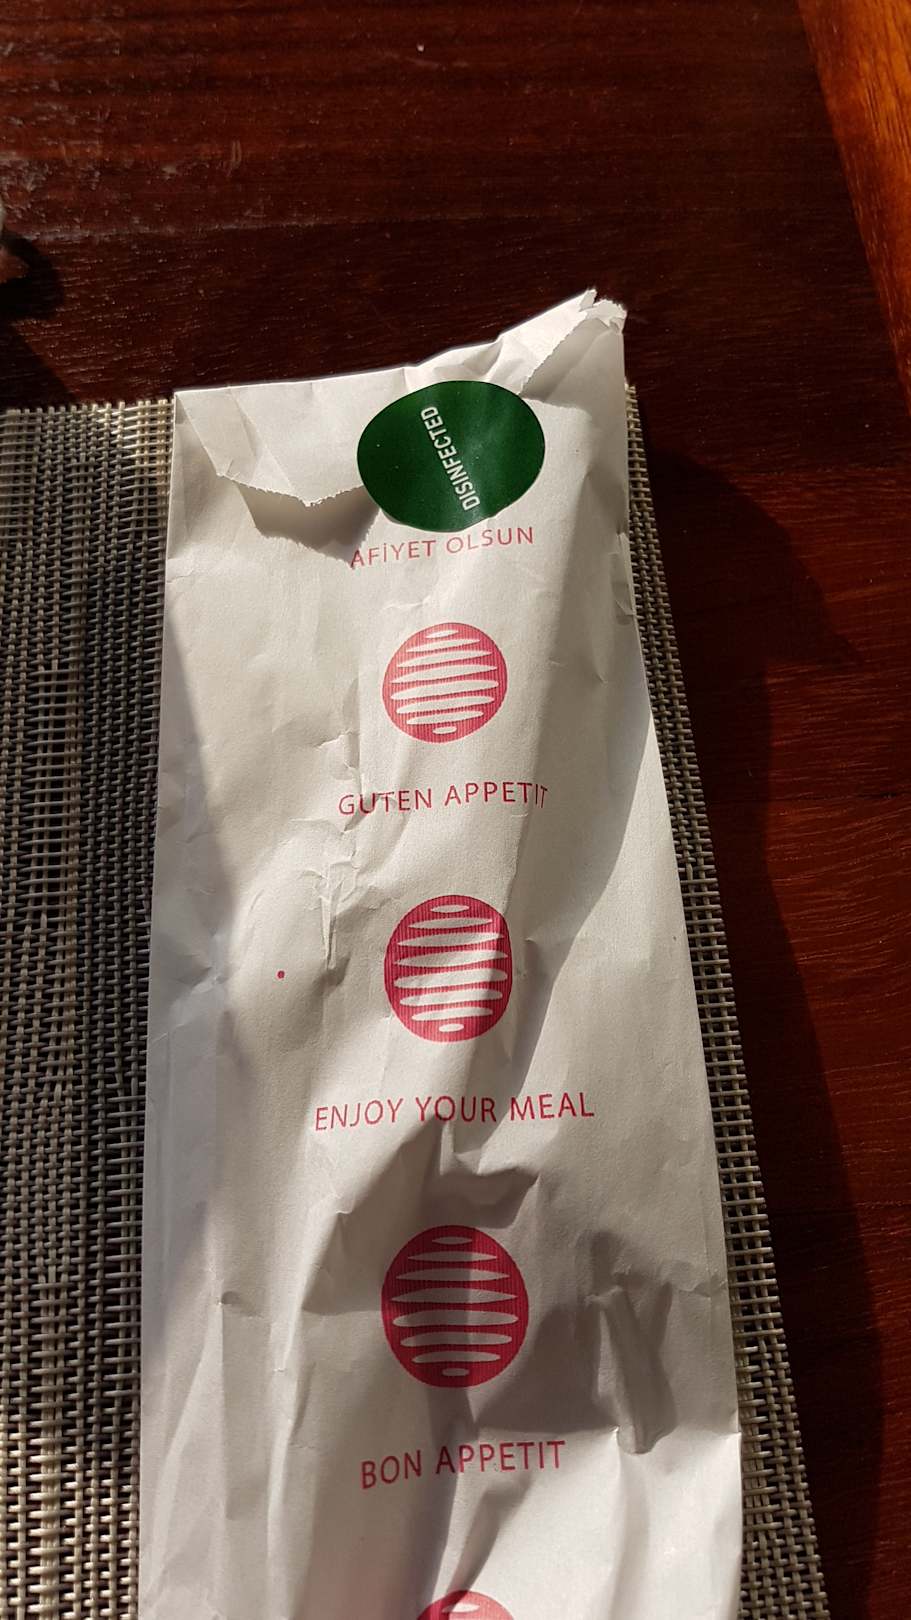 DISINFECTED
AFİYET OLSUN
GUTEN APPETIT
ENJOY YOUR MEAL
BON APPETIT